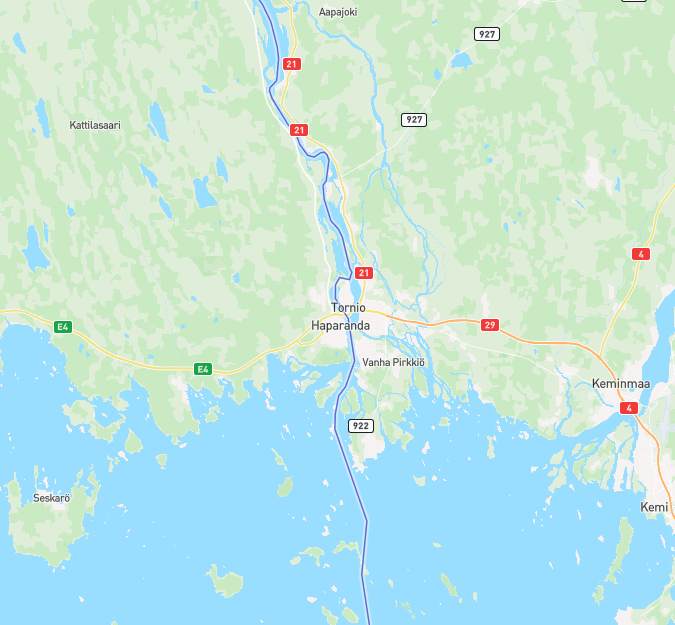 Aapajoki
927
21
927
Kattilasaari
21
4
21
Tornio
Haparanda
E4
29
E4
Vanha Pirkkiö
Keminmaa
4
922
Seskarö
Kemi